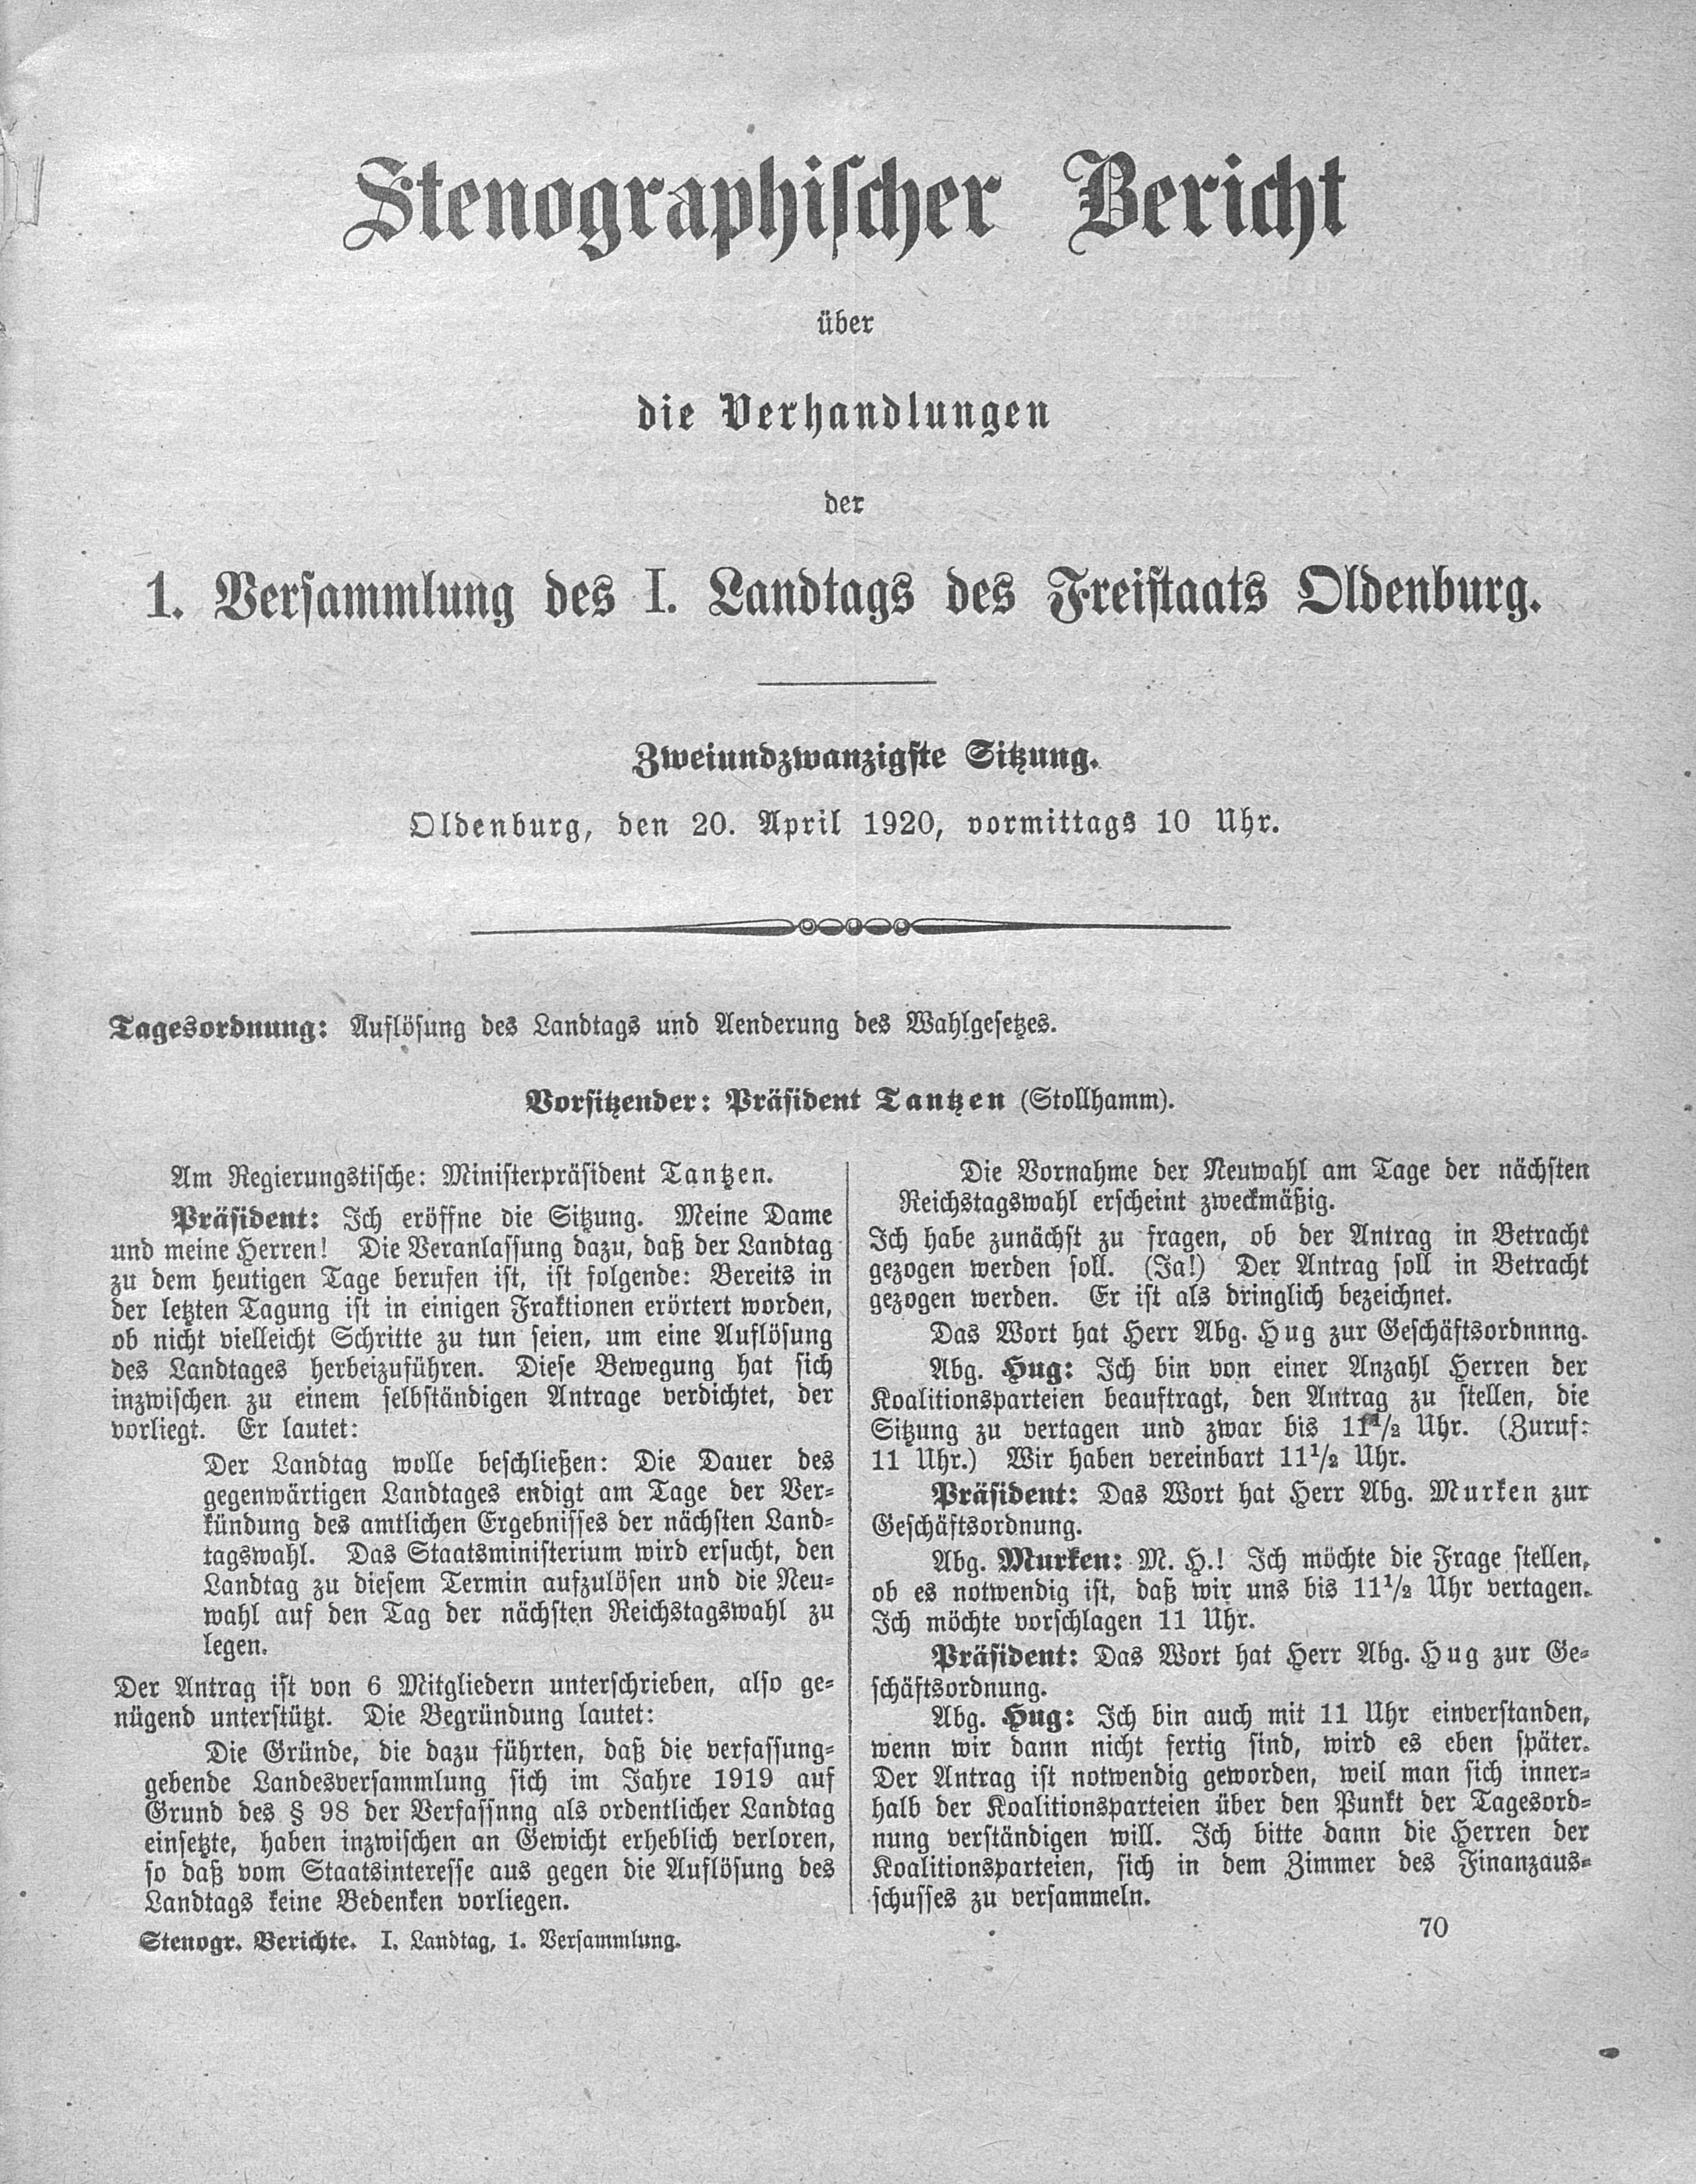 Stenographischer Bericht
über
die Verhandlungen
der
1. Versammlung des I. Landtags des Freistaats Oldenburg.
Zweiundzwanzigste Sitzung.
Oldenburg, den 20. April 1920, vormittags 10 Uhr.
Tagesordnung: Auflösung des Landtags und Aenderung des Wahlgesetzes.
Vorsitzender: Präsident Tantzen (Stollhamm).
Am Regierungstische: Ministerpräsident Tantzen.
Präsident: Ich eröffne die Sitzung. Meine Dame
und meine Herren! Die Veranlassung dazu, daß der Landtag
zu dem heutigen Tage berufen ist, ist folgende: Bereits in
der letzten Tagung ist in einigen Fraktionen erörtert worden,
ob nicht vielleicht Schritte zu tun seien, um eine Auflösung
des Landtages herbeizuführen. Diese Bewegung hat sich
inzwischen zu einem selbständigen Antrage verdichtet, der
vorliegt. Er lautet:
Der Landtag wolle beschließen: Die Dauer des
gegenwärtigen Landtages endigt am Tage der Ver-
kündung des amtlichen Ergebnisses der nächsten Land-
tagswahl. Das Staatsministerium wird ersucht, den
Landtag zu diesem Termin aufzulösen und die Neu-
wahl auf den Tag der nächsten Reichstagswahl zu
legen.
Der Antrag ist von 6 Mitgliedern unterschrieben, also ge-
nügend unterstützt. Die Begründung lautet:
Die Gründe, die dazu führten, daß die verfassung-
gebende Landesversammlung sich im Jahre 1919 auf
Grund des § 98 der Verfassnng als ordentlicher Landtag
einsetzte, haben inzwischen an Gewicht erheblich verloren,
so daß vom Staatsinteresse aus gegen die Auflösung des
Landtags keine Bedenken vorliegen.
Die Vornahme der Neuwahl am Tage der nächsten
Reichstagswahl erscheint zweckmäßig.
Ich habe zunächst zu fragen, ob der Antrag in Betracht
gezogen werden soll. (Ja!) Der Antrag soll in Betracht
gezogen werden. Er ist als dringlich bezeichnet.
Das Wort hat Herr Abg. Hug zur Geschäftsordnnng.
Abg. Hug: Ich bin von einer Anzahl Herren der
Koalitionsparteien beauftragt, den Antrag zu stellen, die
Sitzung zu vertagen und zwar bis 11 1/2 Uhr. (Zuruf:
11 Uhr.) Wir haben vereinbart 11 1/2 Uhr.
Präsident: Das Wort hat Herr Abg. Murken zur
Geschäftsordnung.
Abg. Murken: M. H.! Ich möchte die Frage stellen,
ob es notwendig ist, daß wir uns bis 11 1/2 Uhr vertagen.
Ich möchte vorschlagen 11 Uhr.
Präsident: Das Wort hat Herr Abg. Hug zur Ge-
schäftsordnung.
Abg. Hug: Ich bin auch mit 11 Uhr einverstanden,
wenn wir dann nicht fertig sind, wird es eben später.
Der Antrag ist notwendig geworden, weil man sich inner-
halb der Koalitionsparteien über den Punkt der Tagesord-
nung verständigen will. Ich bitte dann die Herren der
Koalitionsparteien, sich in dem Zimmer des Finanzaus-
schusses zu versammeln.
Stenogr. Berichte. I. Landtag, 1. Versammlung.
70